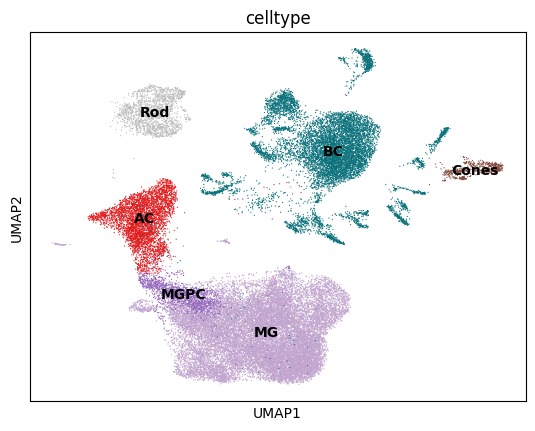 celltype
Rod
BC
Cones
AC
MGPC
MG
UMAP2
UMAP1